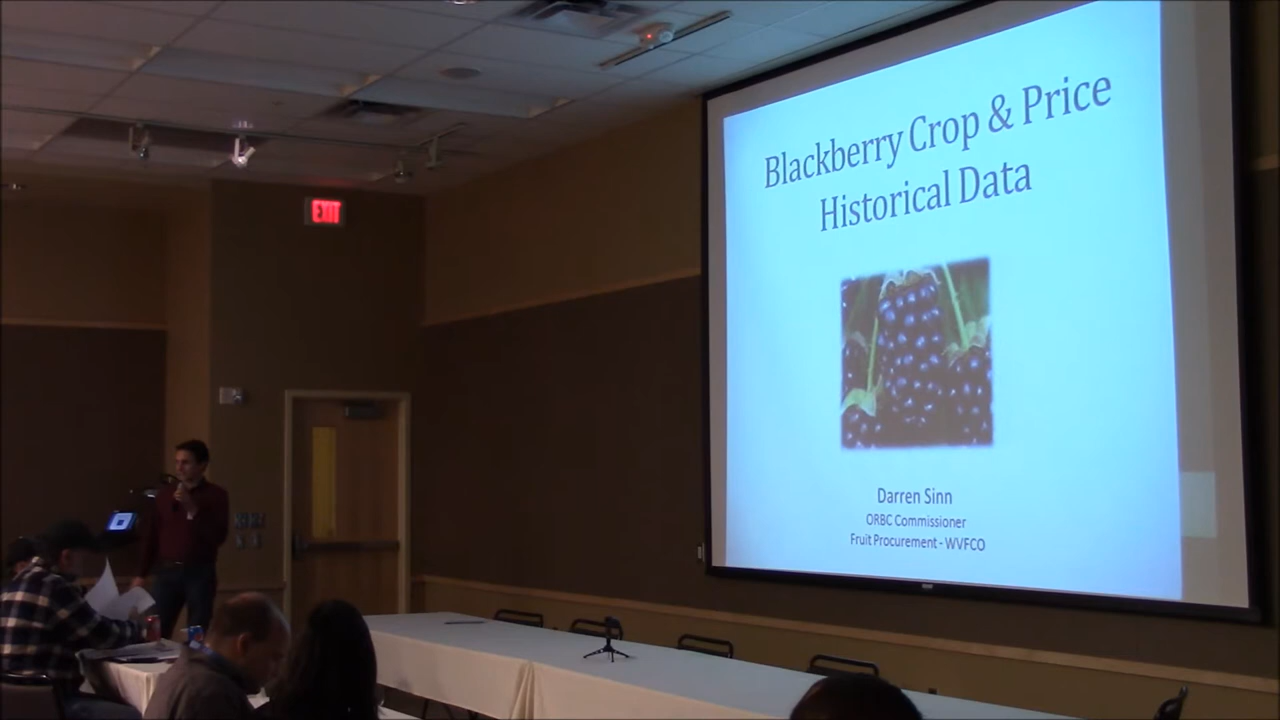 Blackberry Crop & Price
Historical Data
Darren Sinn
ORBC Commissioner
Fruit Procurement - WVFCO
EXIT